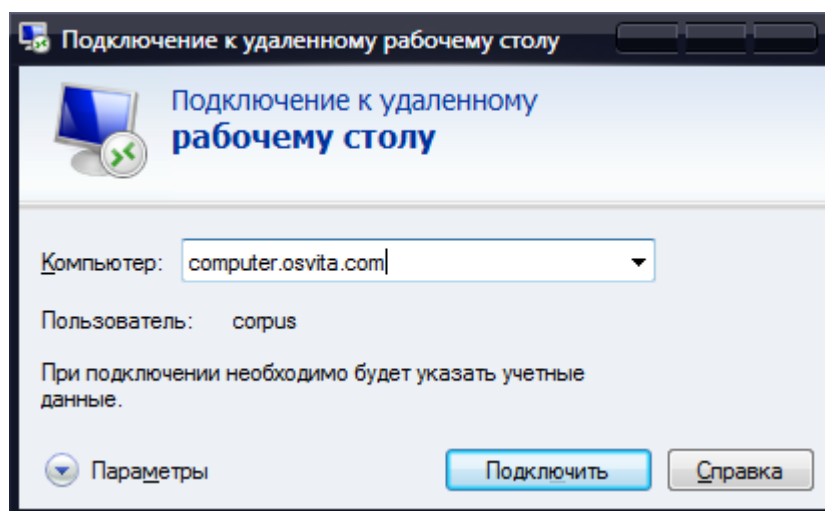 Подключение к удаленному рабочему столу
Подключение к удаленному
рабочему столу
Компьютер: computer.osvita.com
Пользователь: corpus
При подключении необходимо будет указать учетные
данные.
Параметры Подключить Справка